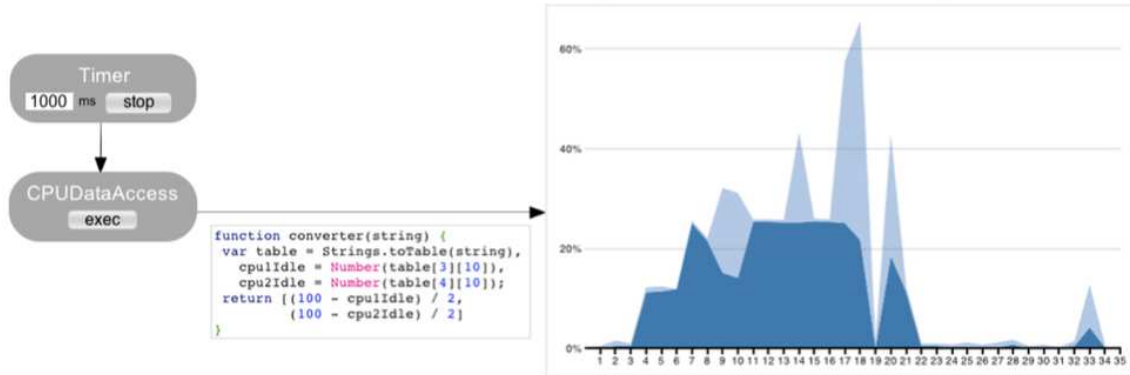 Timer
1000 ms stop
CPUDataAccess
exec
function converter(string) {
var table = Strings.toTable(string),
cpu1Idle = Number(table[3][10]),
cpu2Idle = Number(table[4][10]);
return [(100 - cpu1Idle) / 2,
(100 - cpu2Idle) / 2]
}
60%
40%
20%
0%
1 2 3 4 5 6 7 8 9 10 11 12 13 14 15 16 17 18 19 20 21 22 23 24 25 26 27 28 29 30 31 32 33 34 35